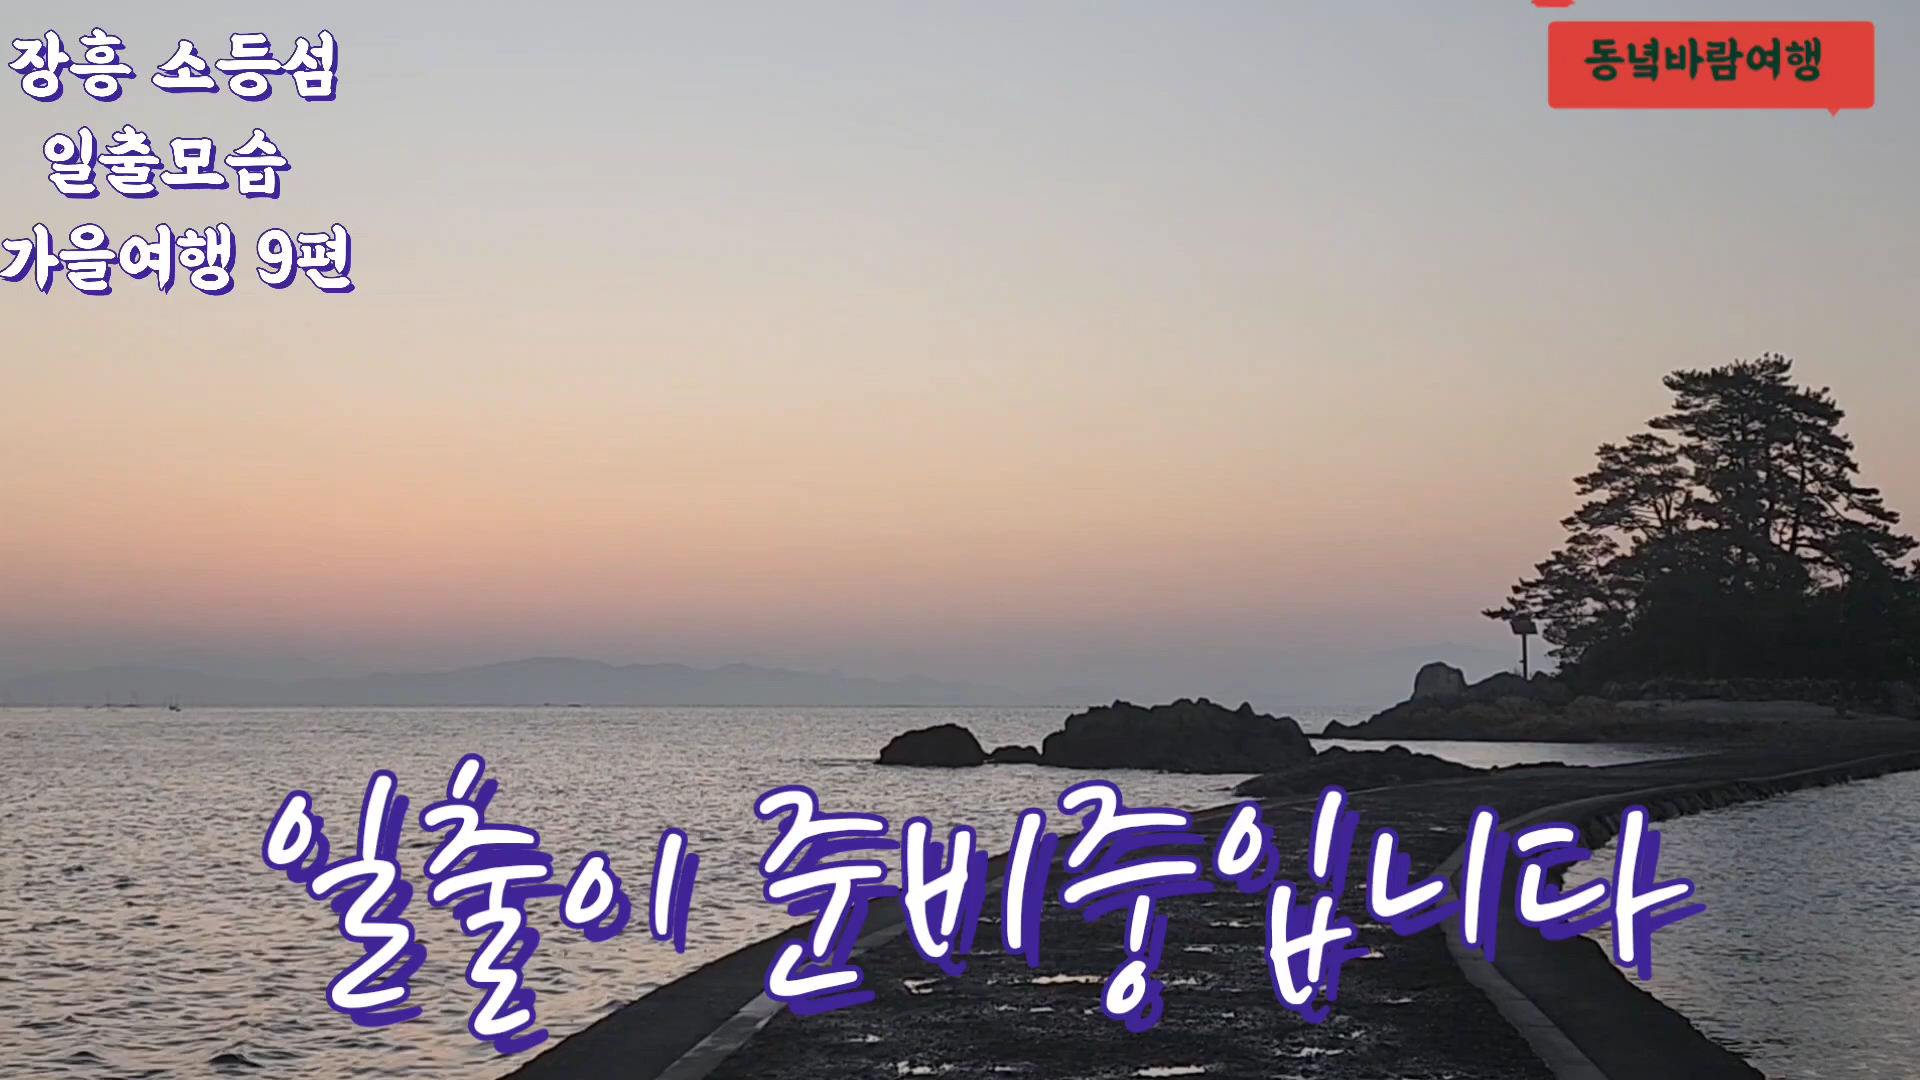 장흥 소등섬
일출모습
가을여행 9편
동녘바람여행
일출이 준비중입니다